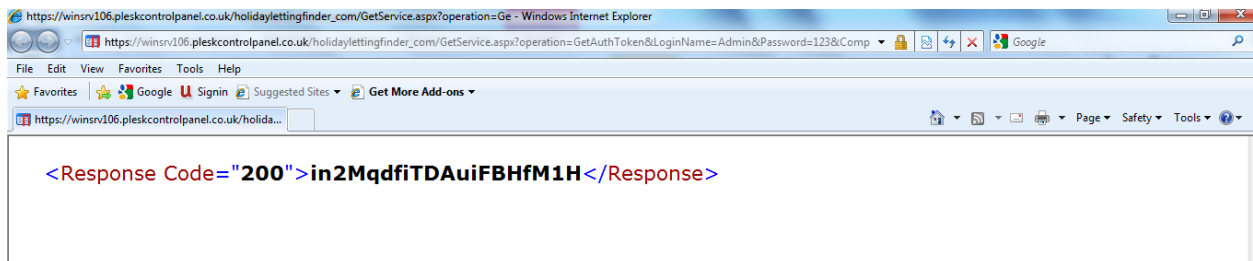 https://winsrv106.pleskcontrolpanel.co.uk/holidaylettingfinder_com/GetService.aspx?operation=Ge - Windows Internet Explorer
https://winsrv106.pleskcontrolpanel.co.uk/holidaylettingfinder_com/GetService.aspx?operation=GetAuthToken&LoginName=Admin&Password=123&Comp Google
File Edit View Favorites Tools Help
Favorites Google Signin Suggested Sites Get More Add-ons
https://winsrv106.pleskcontrolpanel.co.uk/holida... Page Safety Tools
<Response Code="200">in2MqdfiTDAuiFBHfM1H</Response>